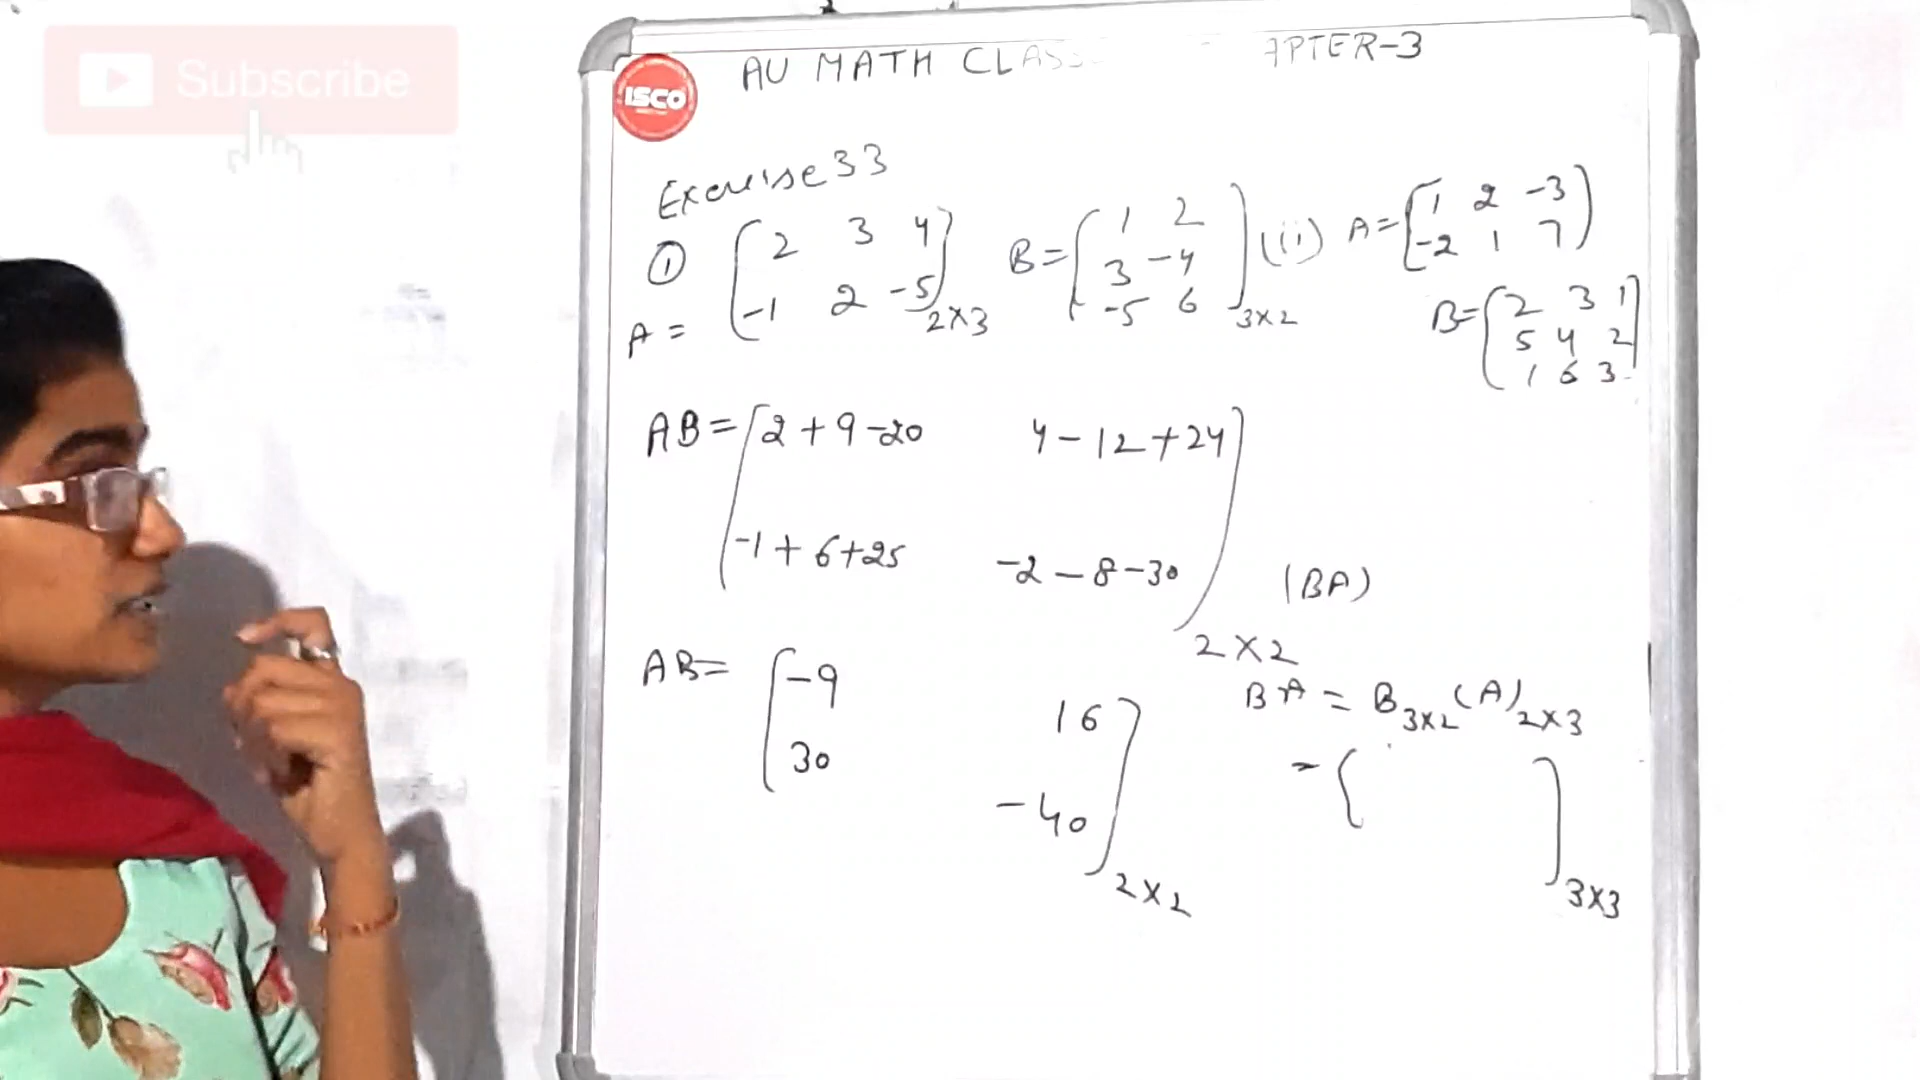 Subscribe
ISCO
AU MATH CLAS APTER-3
Exercise 33
① A = [2 3 4
-1 2 -5] 2×3
B = [1 2
3 -4
-5 6] 3×2
(ii) A = [1 2 -3
-2 1 7]
B = [2 3 1
5 4 2
1 6 3]
AB = [2+9-20 4-12+24
-1+6+25 -2-8-30] 2×2
AB = [-9 16
30 -40] 2×2
(BA)
BA = B3×2 (A)2×3
= [ ] 3×3